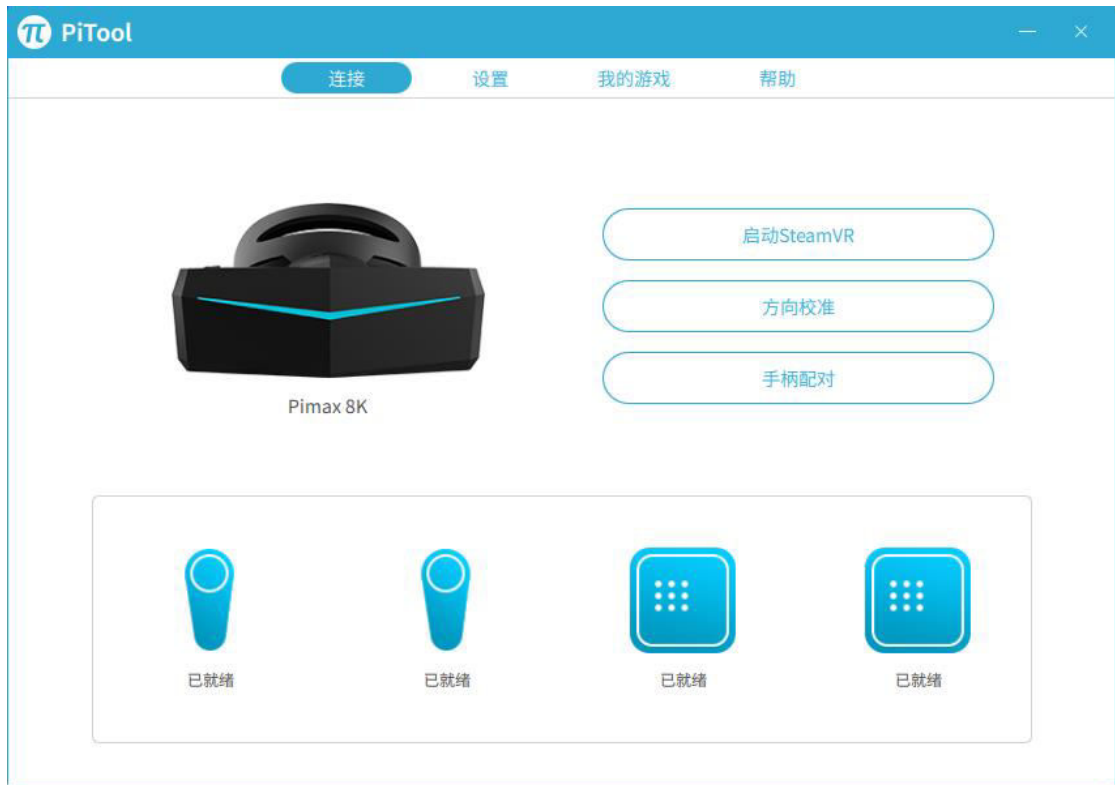 PiTool
连接 设置 我的游戏 帮助
启动SteamVR
方向校准
手柄配对
Pimax 8K
已就绪 已就绪 已就绪 已就绪